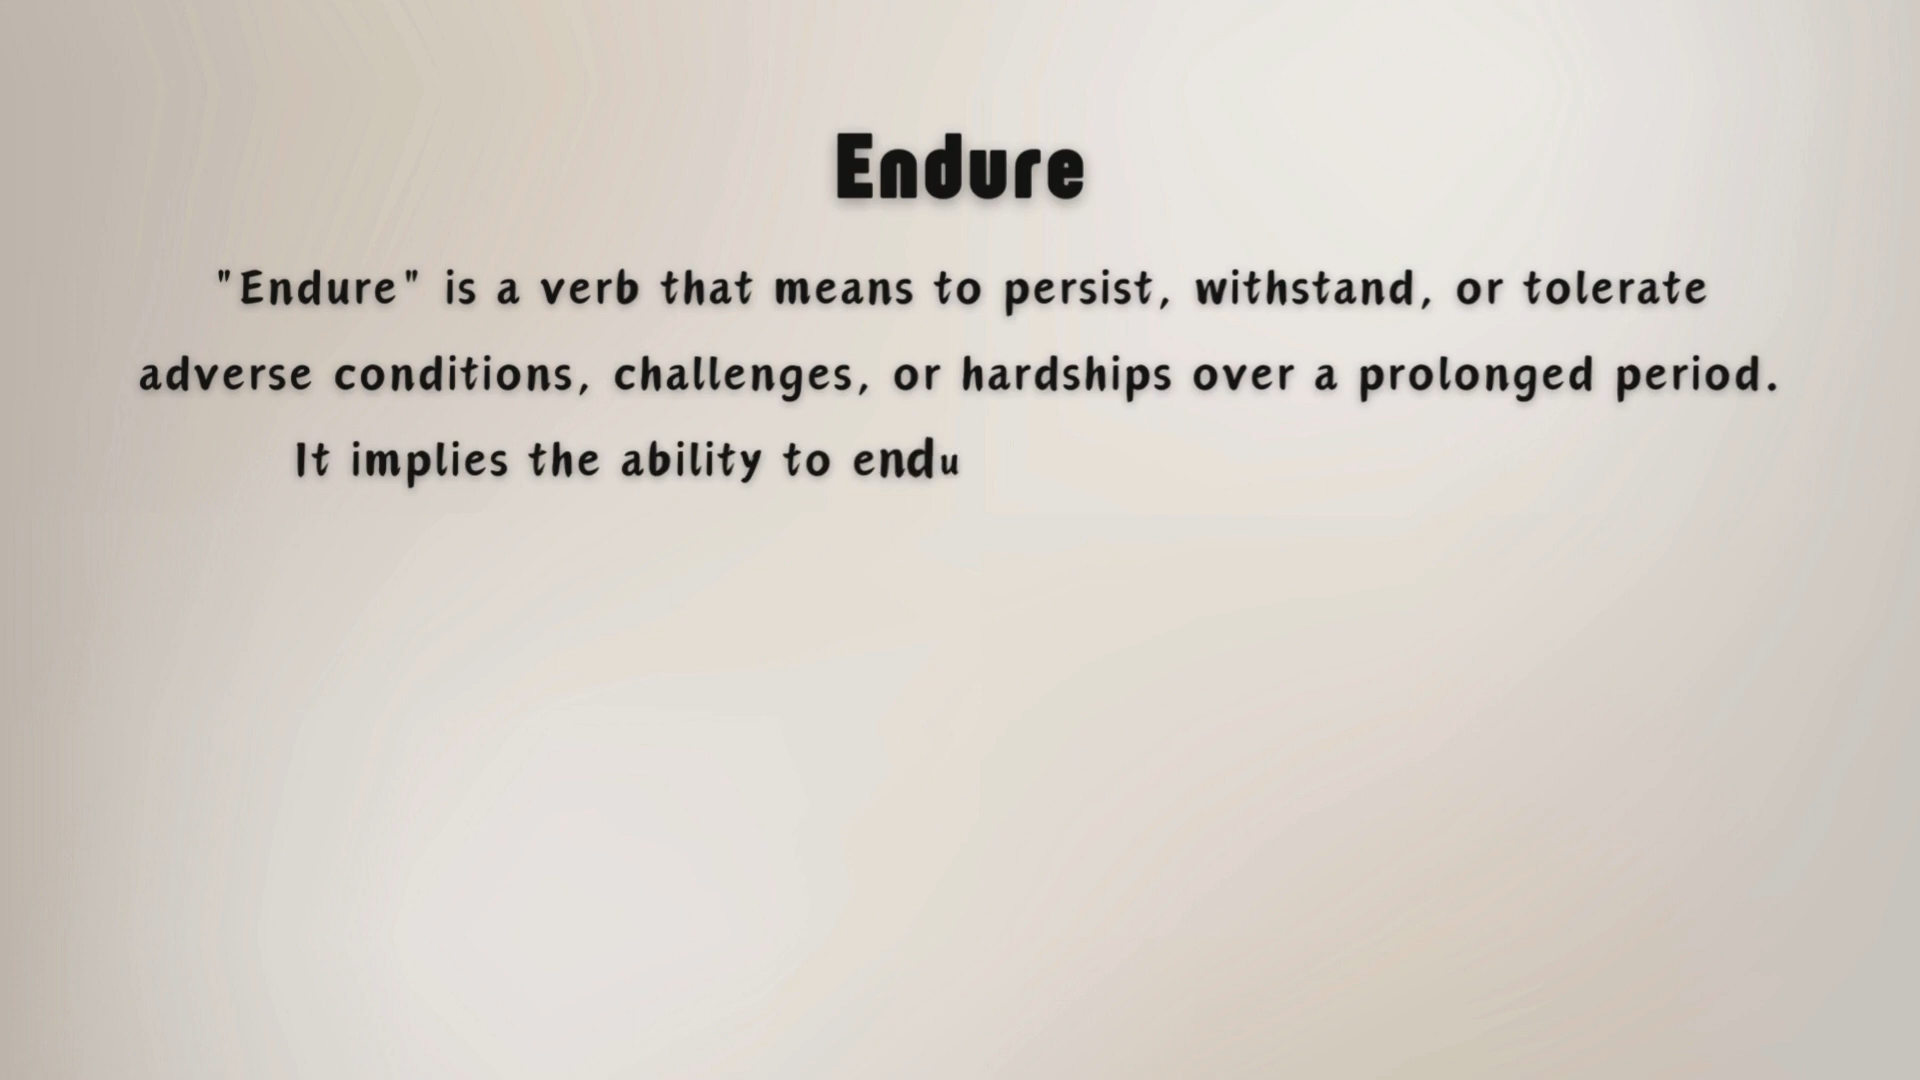 Endure
"Endure" is a verb that means to persist, withstand, or tolerate
adverse conditions, challenges, or hardships over a prolonged period.
It implies the ability to endu